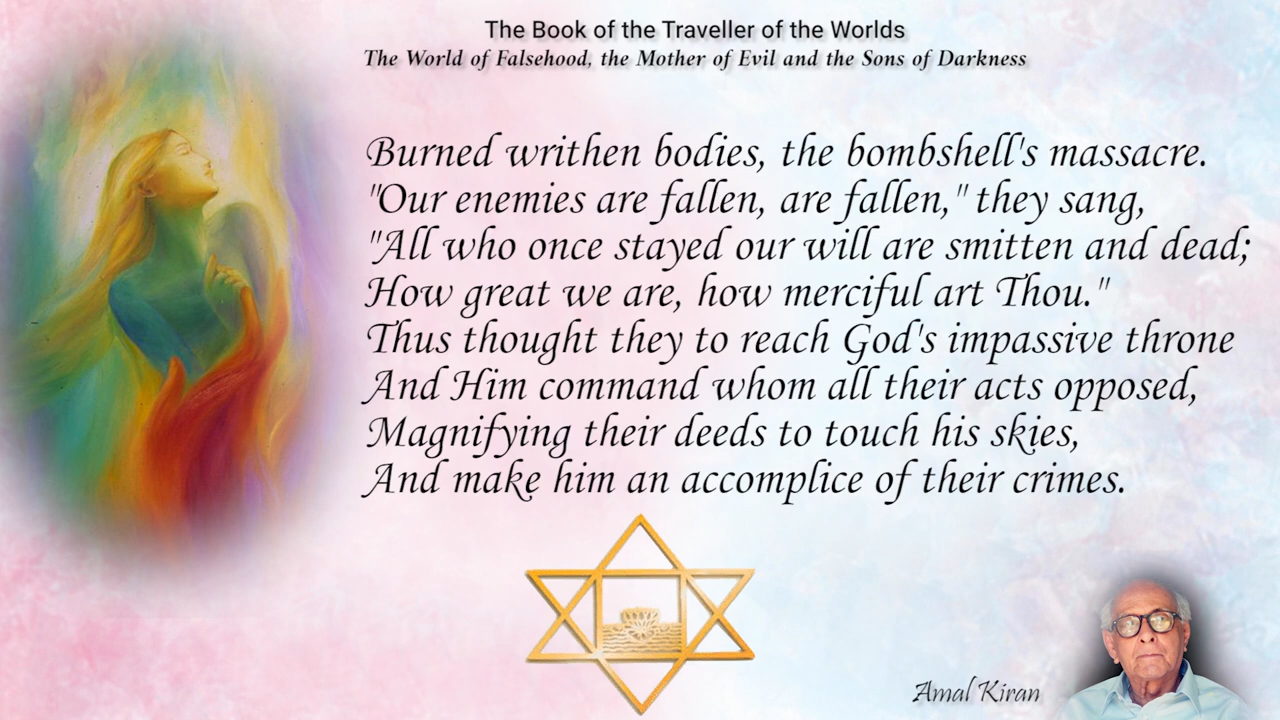 The Book of the Traveller of the Worlds
The World of Falsehood, the Mother of Evil and the Sons of Darkness
Burned writhen bodies, the bombshell's massacre.
"Our enemies are fallen, are fallen," they sang,
"All who once stayed our will are smitten and dead;
How great we are, how merciful art Thou."
Thus thought they to reach God's impassive throne
And Him command whom all their acts opposed,
Magnifying their deeds to touch his skies,
And make him an accomplice of their crimes.
Amal Kiran